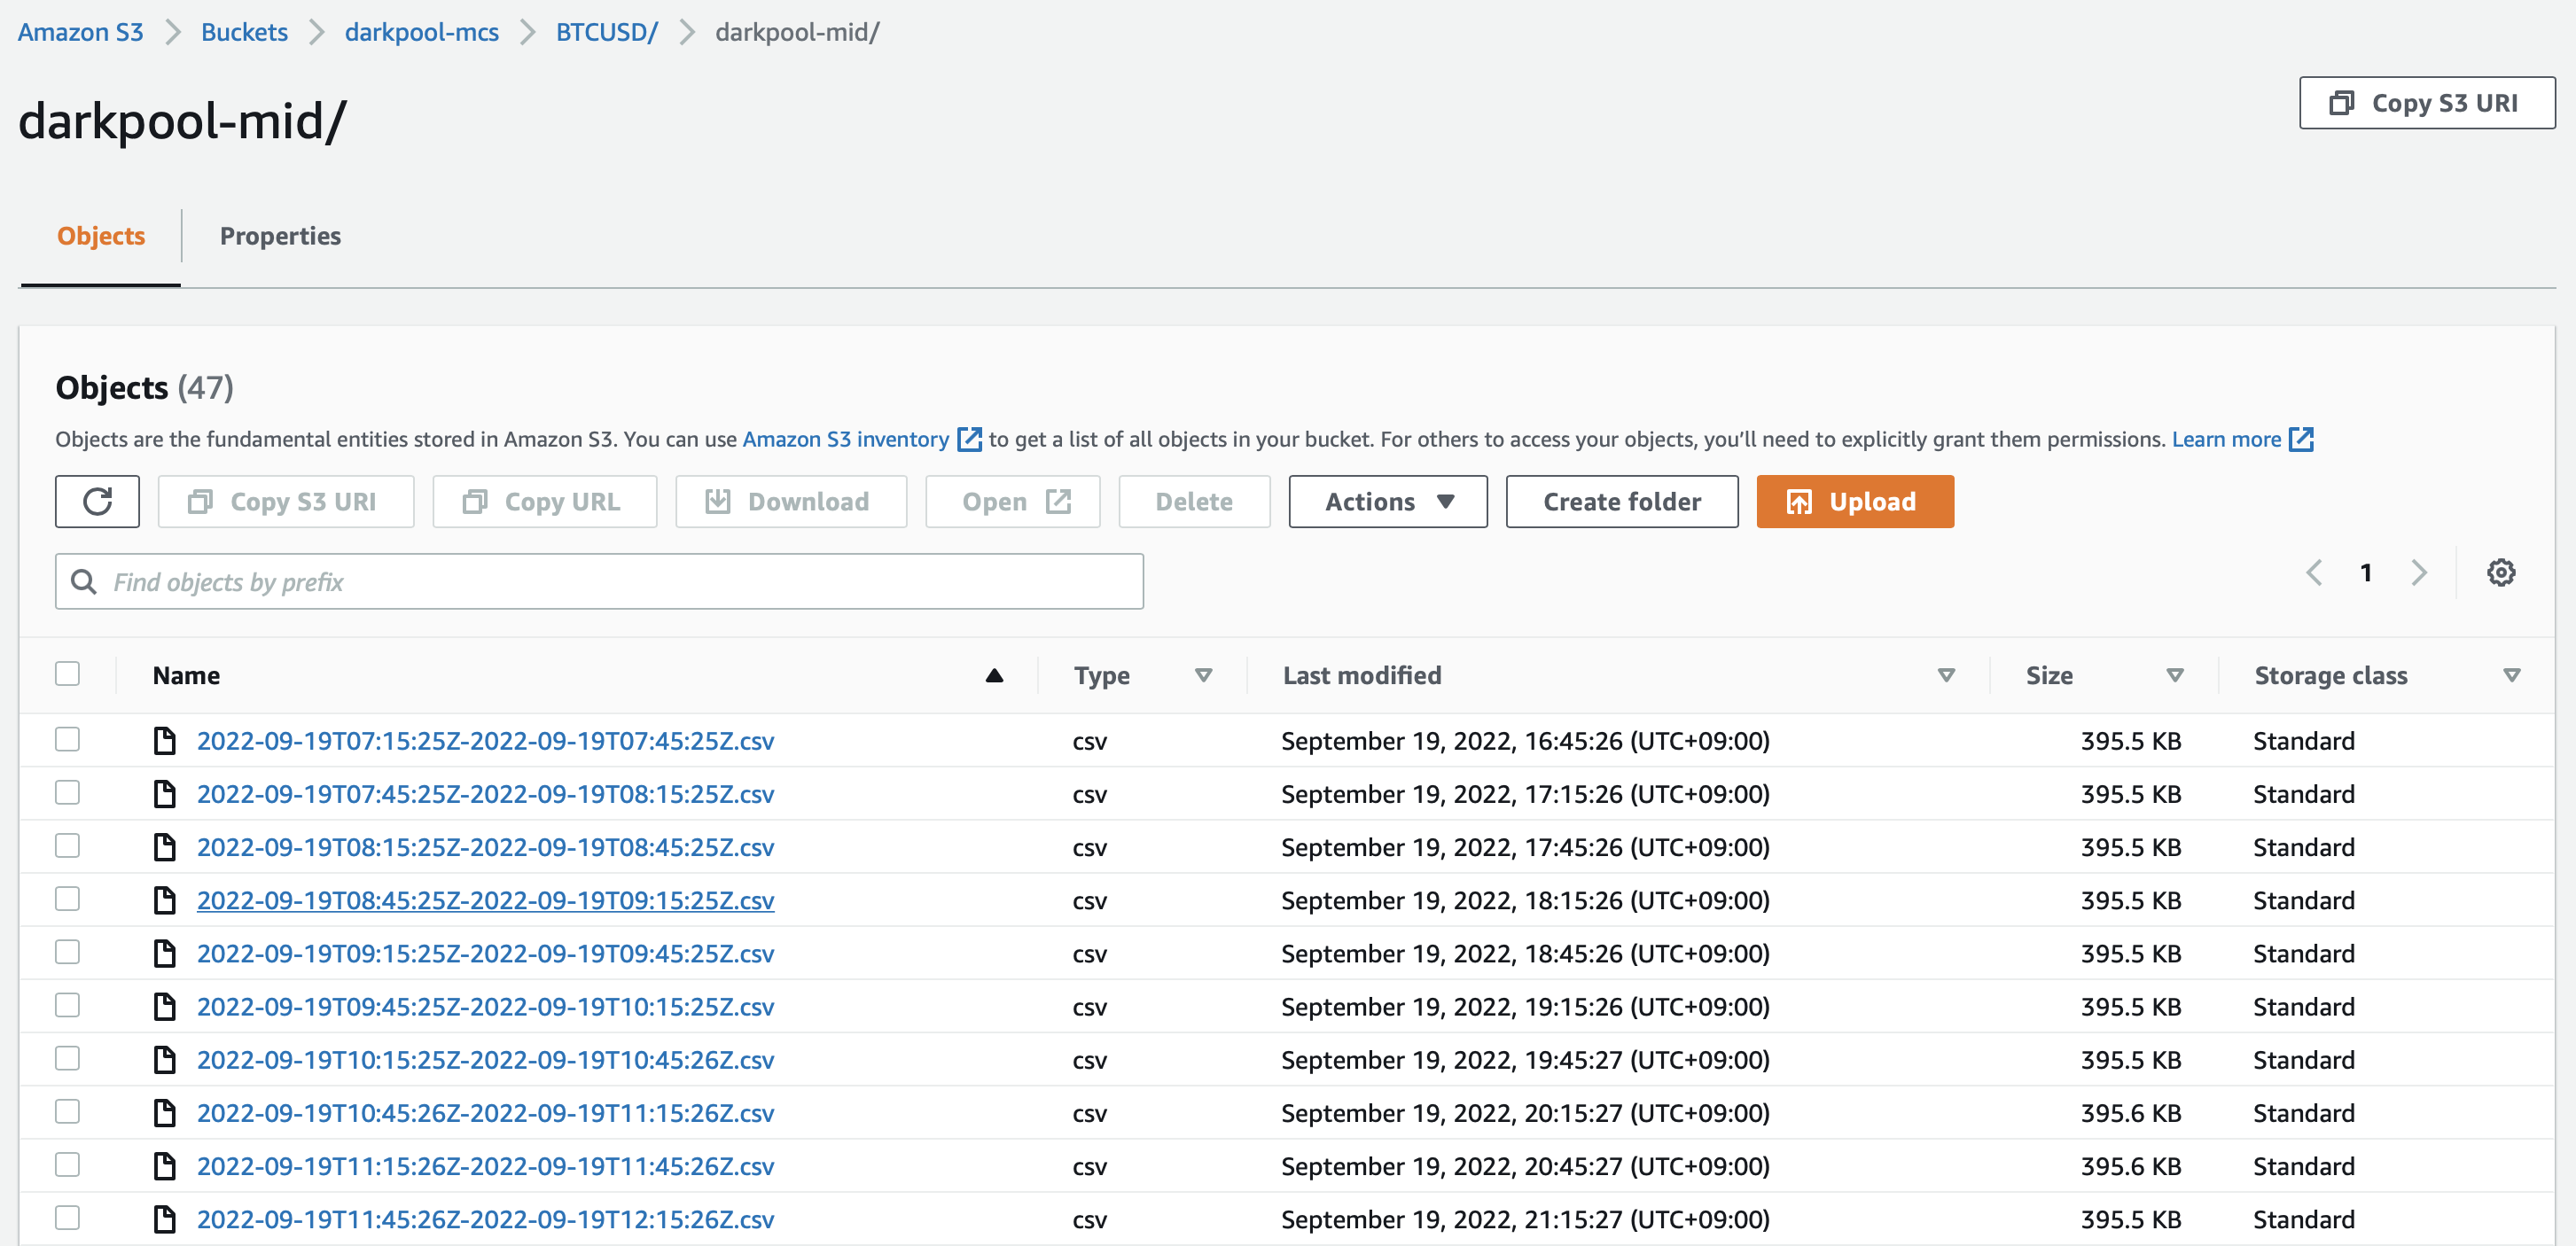 Amazon S3 > Buckets > darkpool-mcs > BTCUSD/ > darkpool-mid/
darkpool-mid/
Copy S3 URI
Objects
Properties
Objects (47)
Objects are the fundamental entities stored in Amazon S3. You can use Amazon S3 inventory to get a list of all objects in your bucket. For others to access your objects, you’ll need to explicitly grant them permissions. Learn more
Copy S3 URI Copy URL Download Open Delete Actions Create folder Upload
Find objects by prefix
1
Name Type Last modified Size Storage class
2022-09-19T07:15:25Z-2022-09-19T07:45:25Z.csv csv September 19, 2022, 16:45:26 (UTC+09:00) 395.5 KB Standard
2022-09-19T07:45:25Z-2022-09-19T08:15:25Z.csv csv September 19, 2022, 17:15:26 (UTC+09:00) 395.5 KB Standard
2022-09-19T08:15:25Z-2022-09-19T08:45:25Z.csv csv September 19, 2022, 17:45:26 (UTC+09:00) 395.5 KB Standard
2022-09-19T08:45:25Z-2022-09-19T09:15:25Z.csv csv September 19, 2022, 18:15:26 (UTC+09:00) 395.5 KB Standard
2022-09-19T09:15:25Z-2022-09-19T09:45:25Z.csv csv September 19, 2022, 18:45:26 (UTC+09:00) 395.5 KB Standard
2022-09-19T09:45:25Z-2022-09-19T10:15:25Z.csv csv September 19, 2022, 19:15:26 (UTC+09:00) 395.5 KB Standard
2022-09-19T10:15:25Z-2022-09-19T10:45:26Z.csv csv September 19, 2022, 19:45:27 (UTC+09:00) 395.5 KB Standard
2022-09-19T10:45:26Z-2022-09-19T11:15:26Z.csv csv September 19, 2022, 20:15:27 (UTC+09:00) 395.6 KB Standard
2022-09-19T11:15:26Z-2022-09-19T11:45:26Z.csv csv September 19, 2022, 20:45:27 (UTC+09:00) 395.6 KB Standard
2022-09-19T11:45:26Z-2022-09-19T12:15:26Z.csv csv September 19, 2022, 21:15:27 (UTC+09:00) 395.5 KB Standard